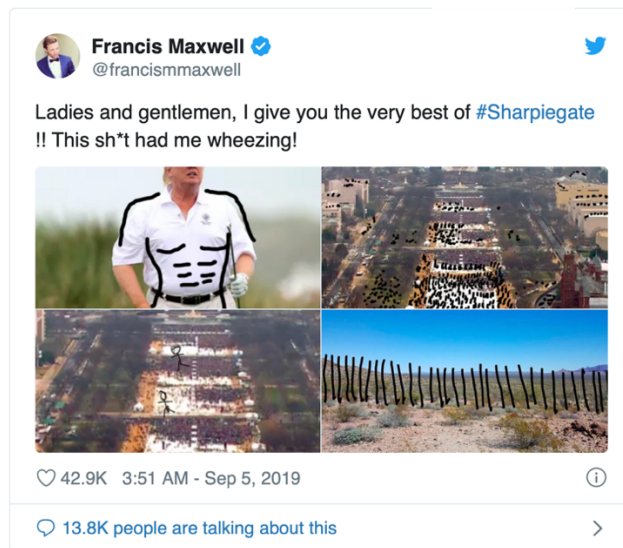 Francis Maxwell
@francismmaxwell
Ladies and gentlemen, I give you the very best of #Sharpiegate
!! This sh*t had me wheezing!
42.9K 3:51 AM - Sep 5, 2019
13.8K people are talking about this